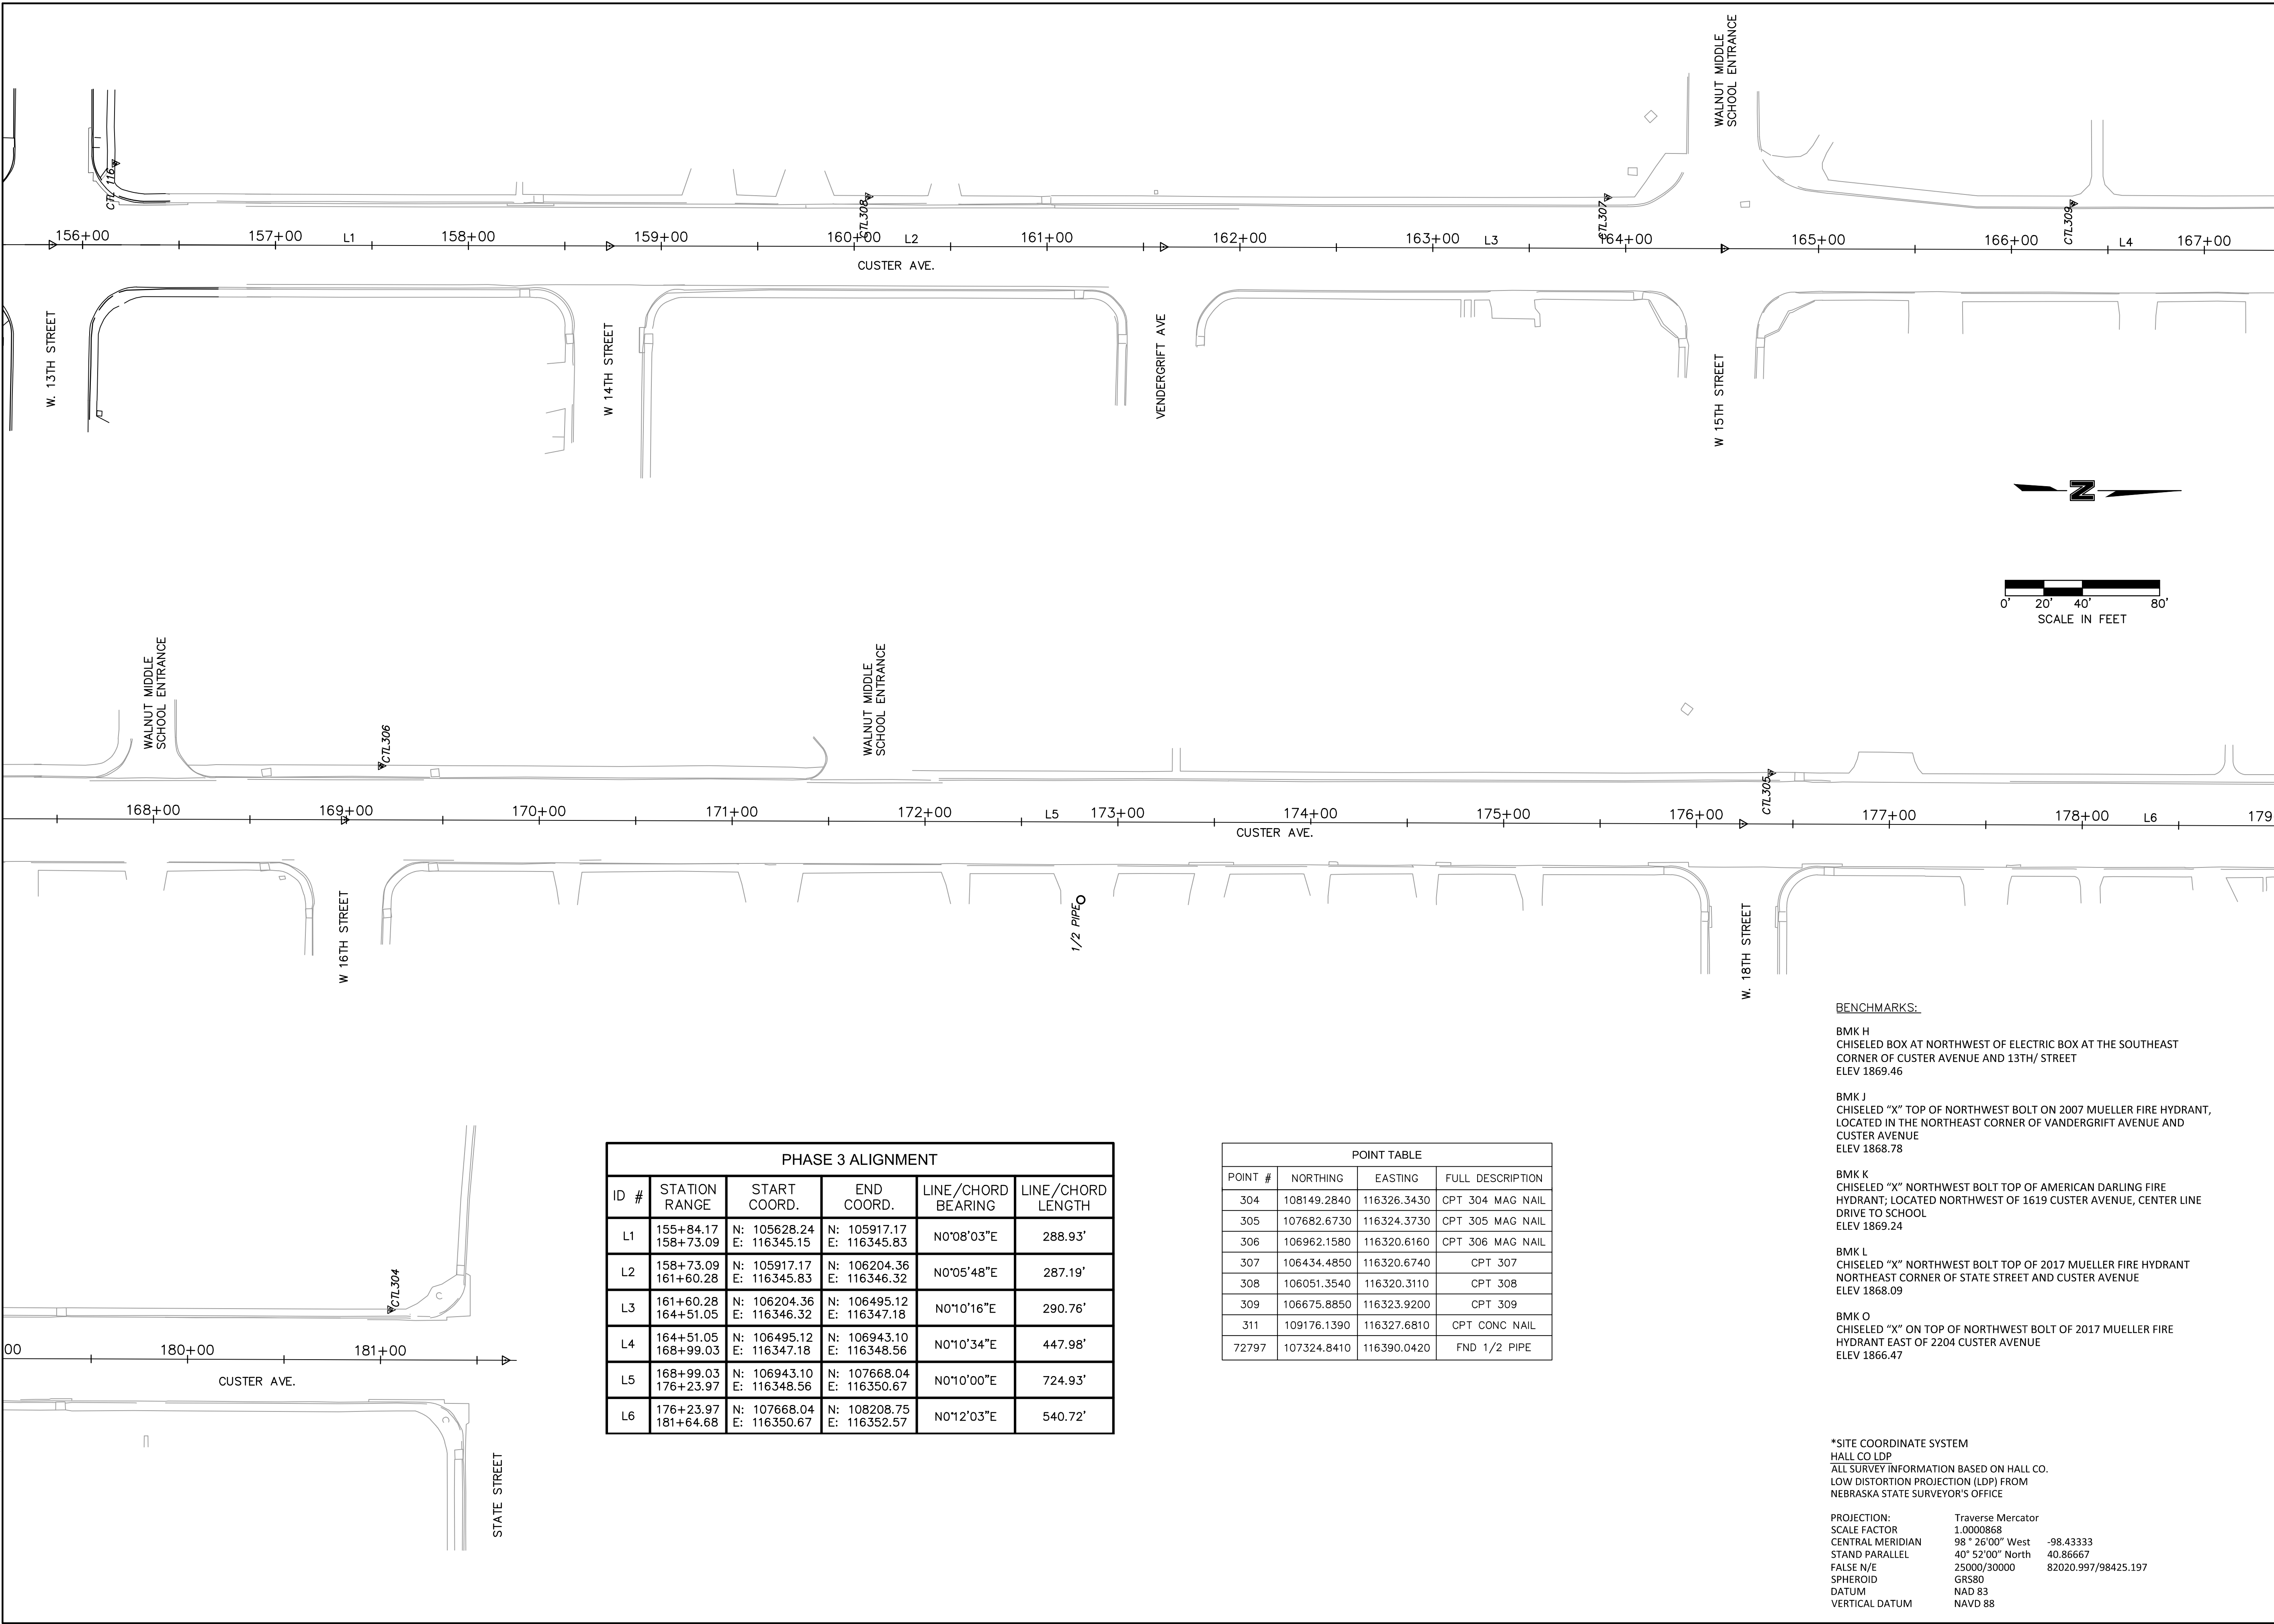 WALNUT MIDDLE
SCHOOL ENTRANCE
CTL 116
CTL308
CTL307
CTL309
156+00
157+00
L1
158+00
159+00
160+00
L2
161+00
162+00
163+00
L3
164+00
165+00
166+00
L4
167+00
CUSTER AVE.
W. 13TH STREET
W 14TH STREET
VENDERGRIFT AVE
W 15TH STREET
N
0' 20' 40' 80'
SCALE IN FEET
WALNUT MIDDLE
SCHOOL ENTRANCE
CTL306
WALNUT MIDDLE
SCHOOL ENTRANCE
CTL305
168+00
169+00
170+00
171+00
172+00
L5
173+00
174+00
175+00
176+00
177+00
178+00
L6
179
CUSTER AVE.
W 16TH STREET
1/2 PIPE
W. 18TH STREET
CTL304
C
00
180+00
181+00
CUSTER AVE.
STATE STREET
PHASE 3 ALIGNMENT
ID # STATION RANGE START COORD. END COORD. LINE/CHORD BEARING LINE/CHORD LENGTH
L1 155+84.17 158+73.09 N: 105628.24 E: 116345.15 N: 105917.17 E: 116345.83 N0°08'03"E 288.93'
L2 158+73.09 161+60.28 N: 105917.17 E: 116345.83 N: 106204.36 E: 116346.32 N0°05'48"E 287.19'
L3 161+60.28 164+51.05 N: 106204.36 E: 116346.32 N: 106495.12 E: 116347.18 N0°10'16"E 290.76'
L4 164+51.05 168+99.03 N: 106495.12 E: 116347.18 N: 106943.10 E: 116348.56 N0°10'34"E 447.98'
L5 168+99.03 176+23.97 N: 106943.10 E: 116348.56 N: 107668.04 E: 116350.67 N0°10'00"E 724.93'
L6 176+23.97 181+64.68 N: 107668.04 E: 116350.67 N: 108208.75 E: 116352.57 N0°12'03"E 540.72'
POINT TABLE
POINT # NORTHING EASTING FULL DESCRIPTION
304 108149.2840 116326.3430 CPT 304 MAG NAIL
305 107682.6730 116324.3730 CPT 305 MAG NAIL
306 106962.1580 116320.6160 CPT 306 MAG NAIL
307 106434.4850 116320.6740 CPT 307
308 106051.3540 116320.3110 CPT 308
309 106675.8850 116323.9200 CPT 309
311 109176.1390 116327.6810 CPT CONC NAIL
72797 107324.8410 116390.0420 FND 1/2 PIPE
BENCHMARKS:
BMK H
CHISELED BOX AT NORTHWEST OF ELECTRIC BOX AT THE SOUTHEAST
CORNER OF CUSTER AVENUE AND 13TH/ STREET
ELEV 1869.46
BMK J
CHISELED “X” TOP OF NORTHWEST BOLT ON 2007 MUELLER FIRE HYDRANT,
LOCATED IN THE NORTHEAST CORNER OF VANDERGRIFT AVENUE AND
CUSTER AVENUE
ELEV 1868.78
BMK K
CHISELED “X” NORTHWEST BOLT TOP OF AMERICAN DARLING FIRE
HYDRANT; LOCATED NORTHWEST OF 1619 CUSTER AVENUE, CENTER LINE
DRIVE TO SCHOOL
ELEV 1869.24
BMK L
CHISELED “X” NORTHWEST BOLT TOP OF 2017 MUELLER FIRE HYDRANT
NORTHEAST CORNER OF STATE STREET AND CUSTER AVENUE
ELEV 1868.09
BMK O
CHISELED “X” ON TOP OF NORTHWEST BOLT OF 2017 MUELLER FIRE
HYDRANT EAST OF 2204 CUSTER AVENUE
ELEV 1866.47
*SITE COORDINATE SYSTEM
HALL CO LDP
ALL SURVEY INFORMATION BASED ON HALL CO.
LOW DISTORTION PROJECTION (LDP) FROM
NEBRASKA STATE SURVEYOR'S OFFICE
PROJECTION: Traverse Mercator
SCALE FACTOR 1.0000868
CENTRAL MERIDIAN 98 ° 26'00” West -98.43333
STAND PARALLEL 40° 52'00” North 40.86667
FALSE N/E 25000/30000 82020.997/98425.197
SPHEROID GRS80
DATUM NAD 83
VERTICAL DATUM NAVD 88